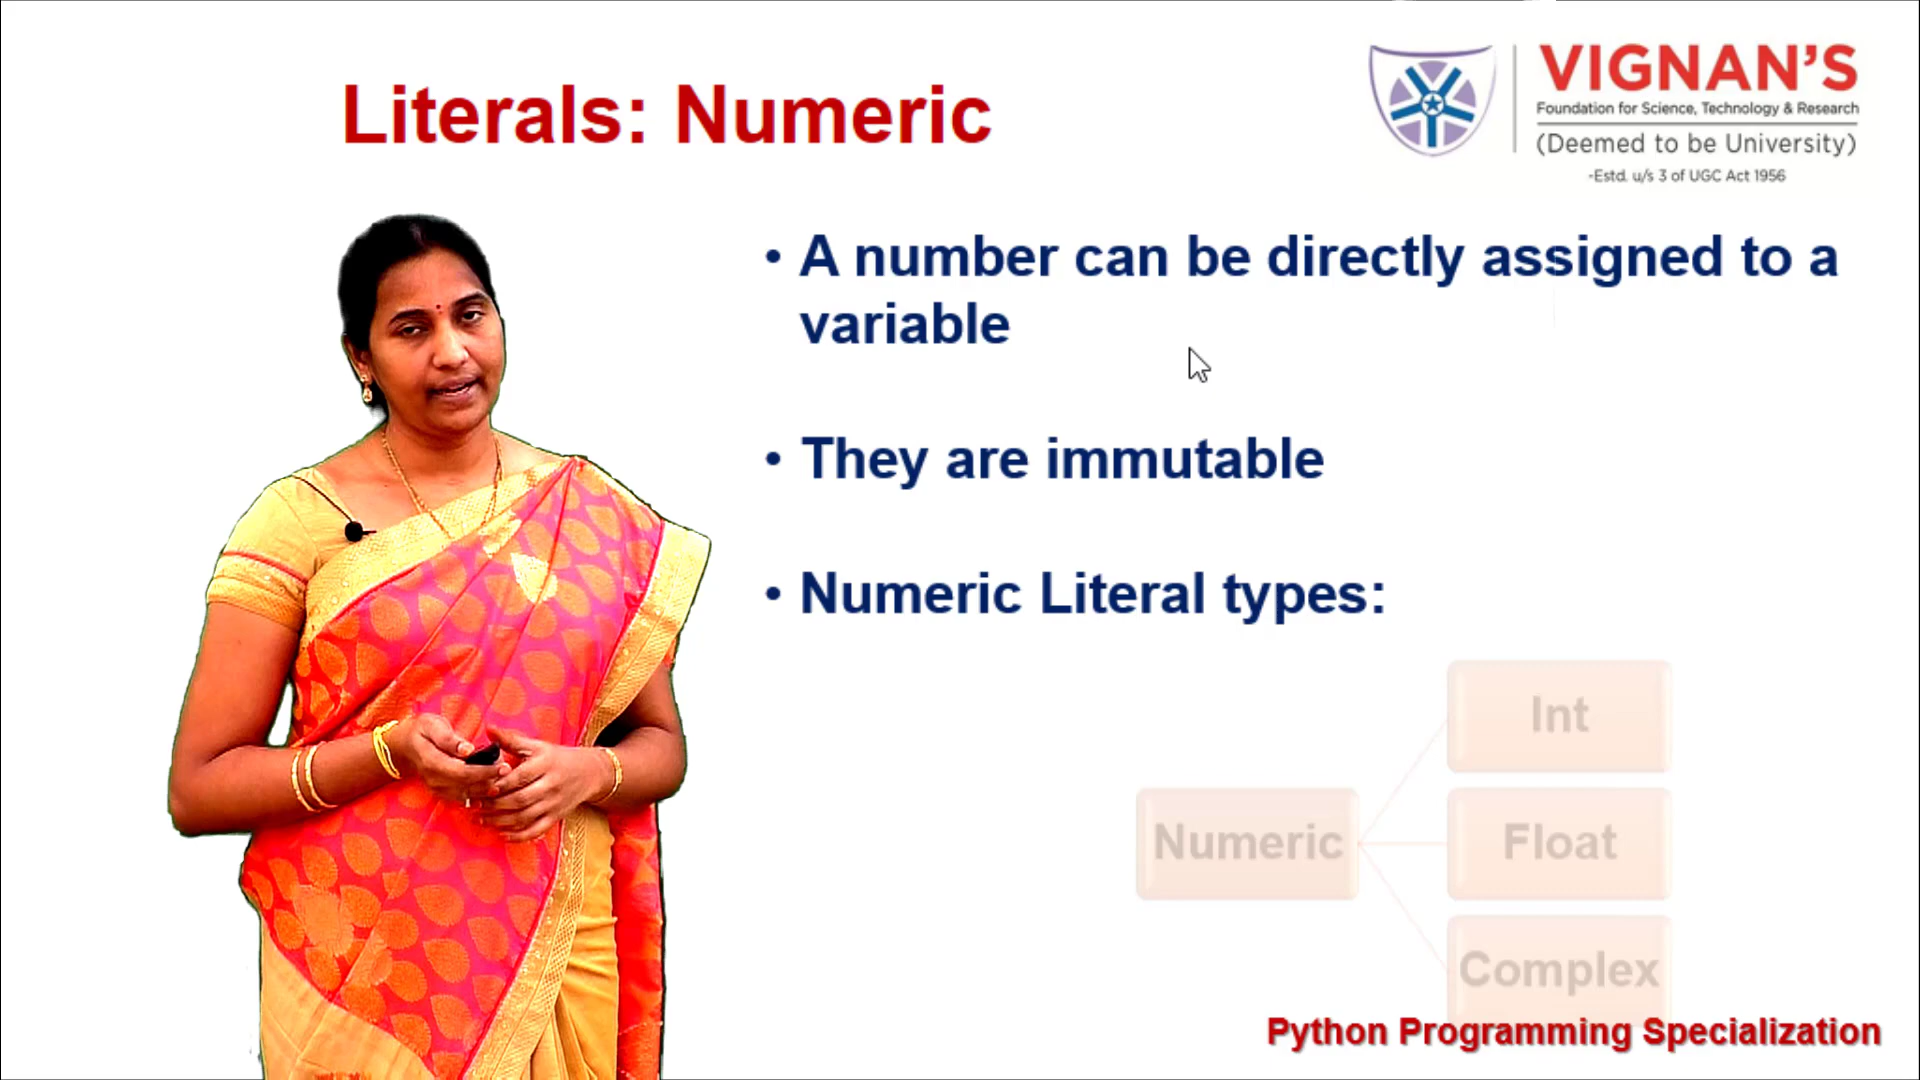 Literals: Numeric
VIGNAN'S
Foundation for Science, Technology & Research
(Deemed to be University)
-Estd. u/s 3 of UGC Act 1956
• A number can be directly assigned to a
variable
• They are immutable
• Numeric Literal types:
Int
Numeric
Float
Complex
Python Programming Specialization